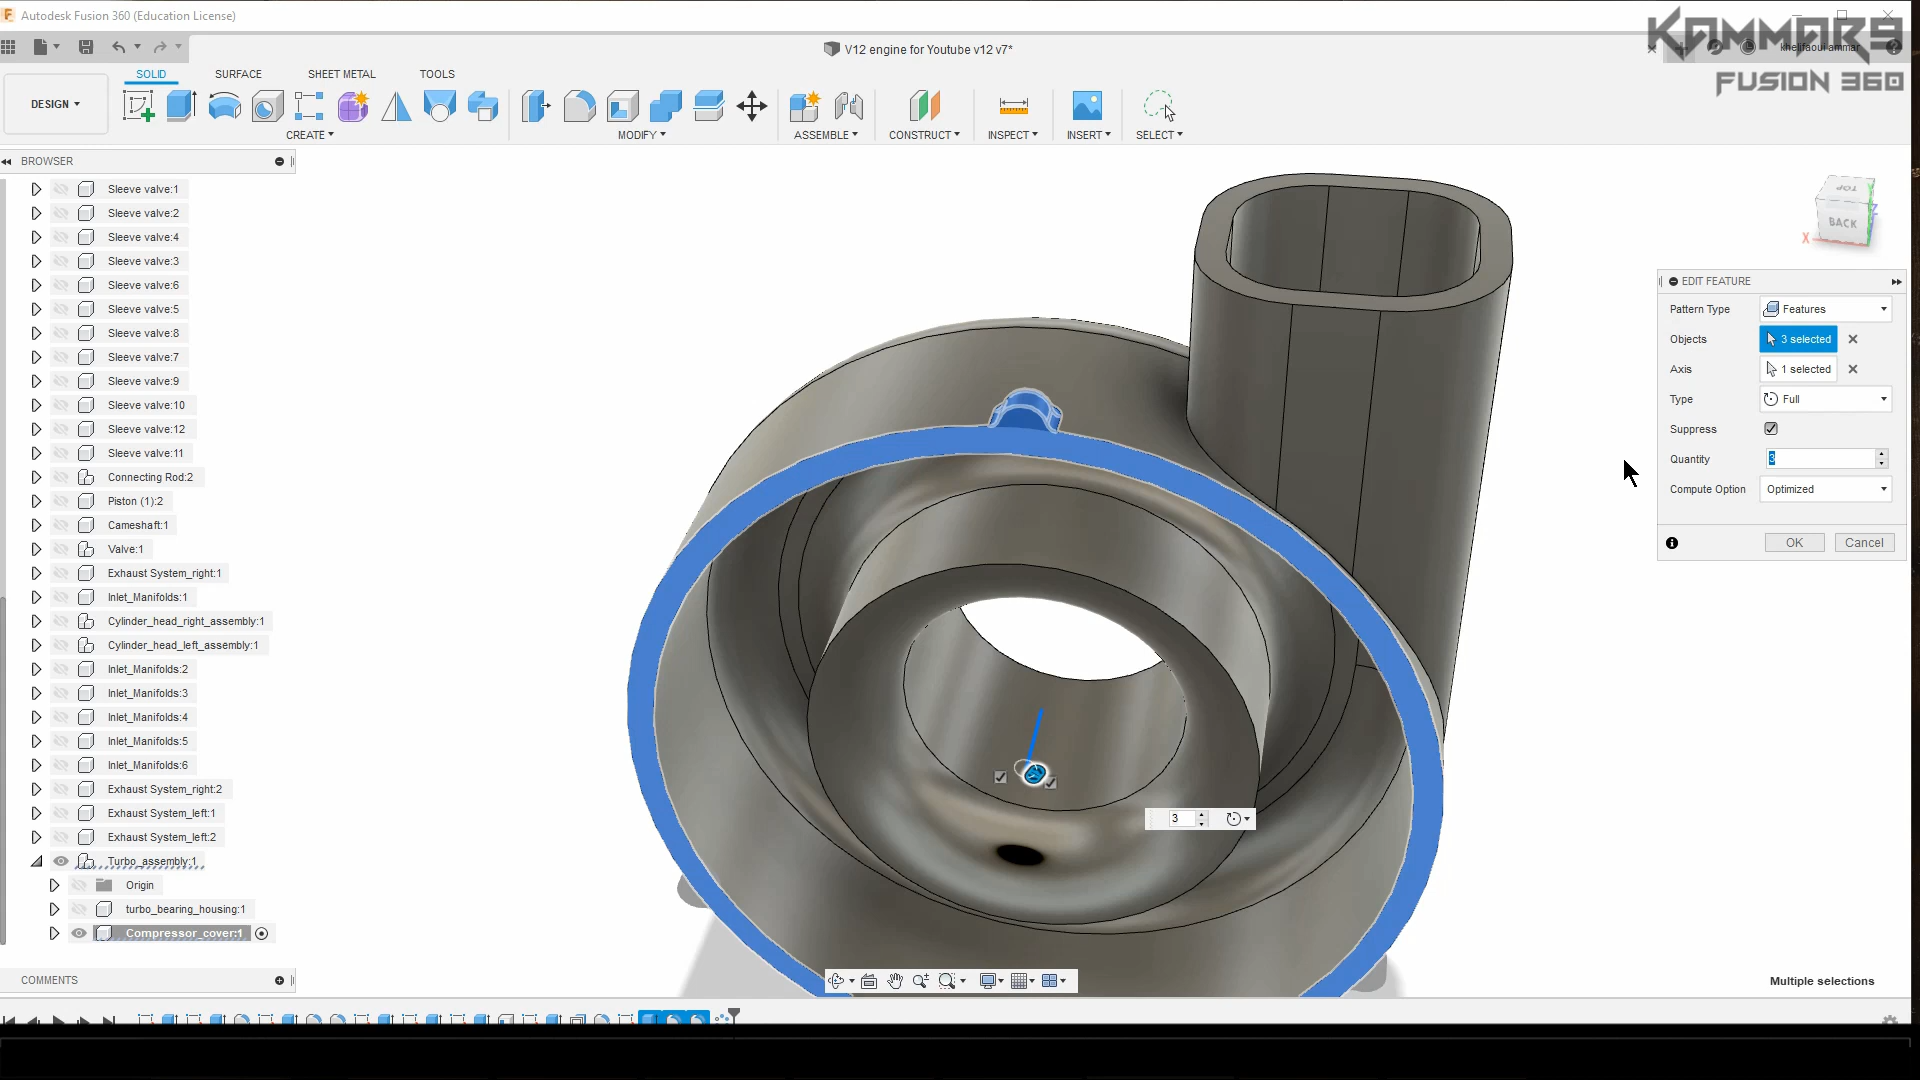 Autodesk Fusion 360 (Education License)
KAMMAR9
FUSION 360
V12 engine for Youtube v12 v7*
khelifaoui ammar
DESIGN
SOLID
SURFACE
SHEET METAL
TOOLS
CREATE
MODIFY
ASSEMBLE
CONSTRUCT
INSPECT
INSERT
SELECT
BROWSER
Sleeve valve:1
Sleeve valve:2
Sleeve valve:4
Sleeve valve:3
Sleeve valve:6
Sleeve valve:5
Sleeve valve:8
Sleeve valve:7
Sleeve valve:9
Sleeve valve:10
Sleeve valve:12
Sleeve valve:11
Connecting Rod:2
Piston (1):2
Cameshaft:1
Valve:1
Exhaust System_right:1
Inlet_Manifolds:1
Cylinder_head_right_assembly:1
Cylinder_head_left_assembly:1
Inlet_Manifolds:2
Inlet_Manifolds:3
Inlet_Manifolds:4
Inlet_Manifolds:5
Inlet_Manifolds:6
Exhaust System_right:2
Exhaust System_left:1
Exhaust System_left:2
Turbo_assembly:1
Origin
turbo_bearing_housing:1
Compressor_cover:1
COMMENTS
TOP
BACK
X
Z
EDIT FEATURE
Pattern Type Features
Objects 3 selected
Axis 1 selected
Type Full
Suppress
Quantity 3
Compute Option Optimized
OK Cancel
3
Multiple selections